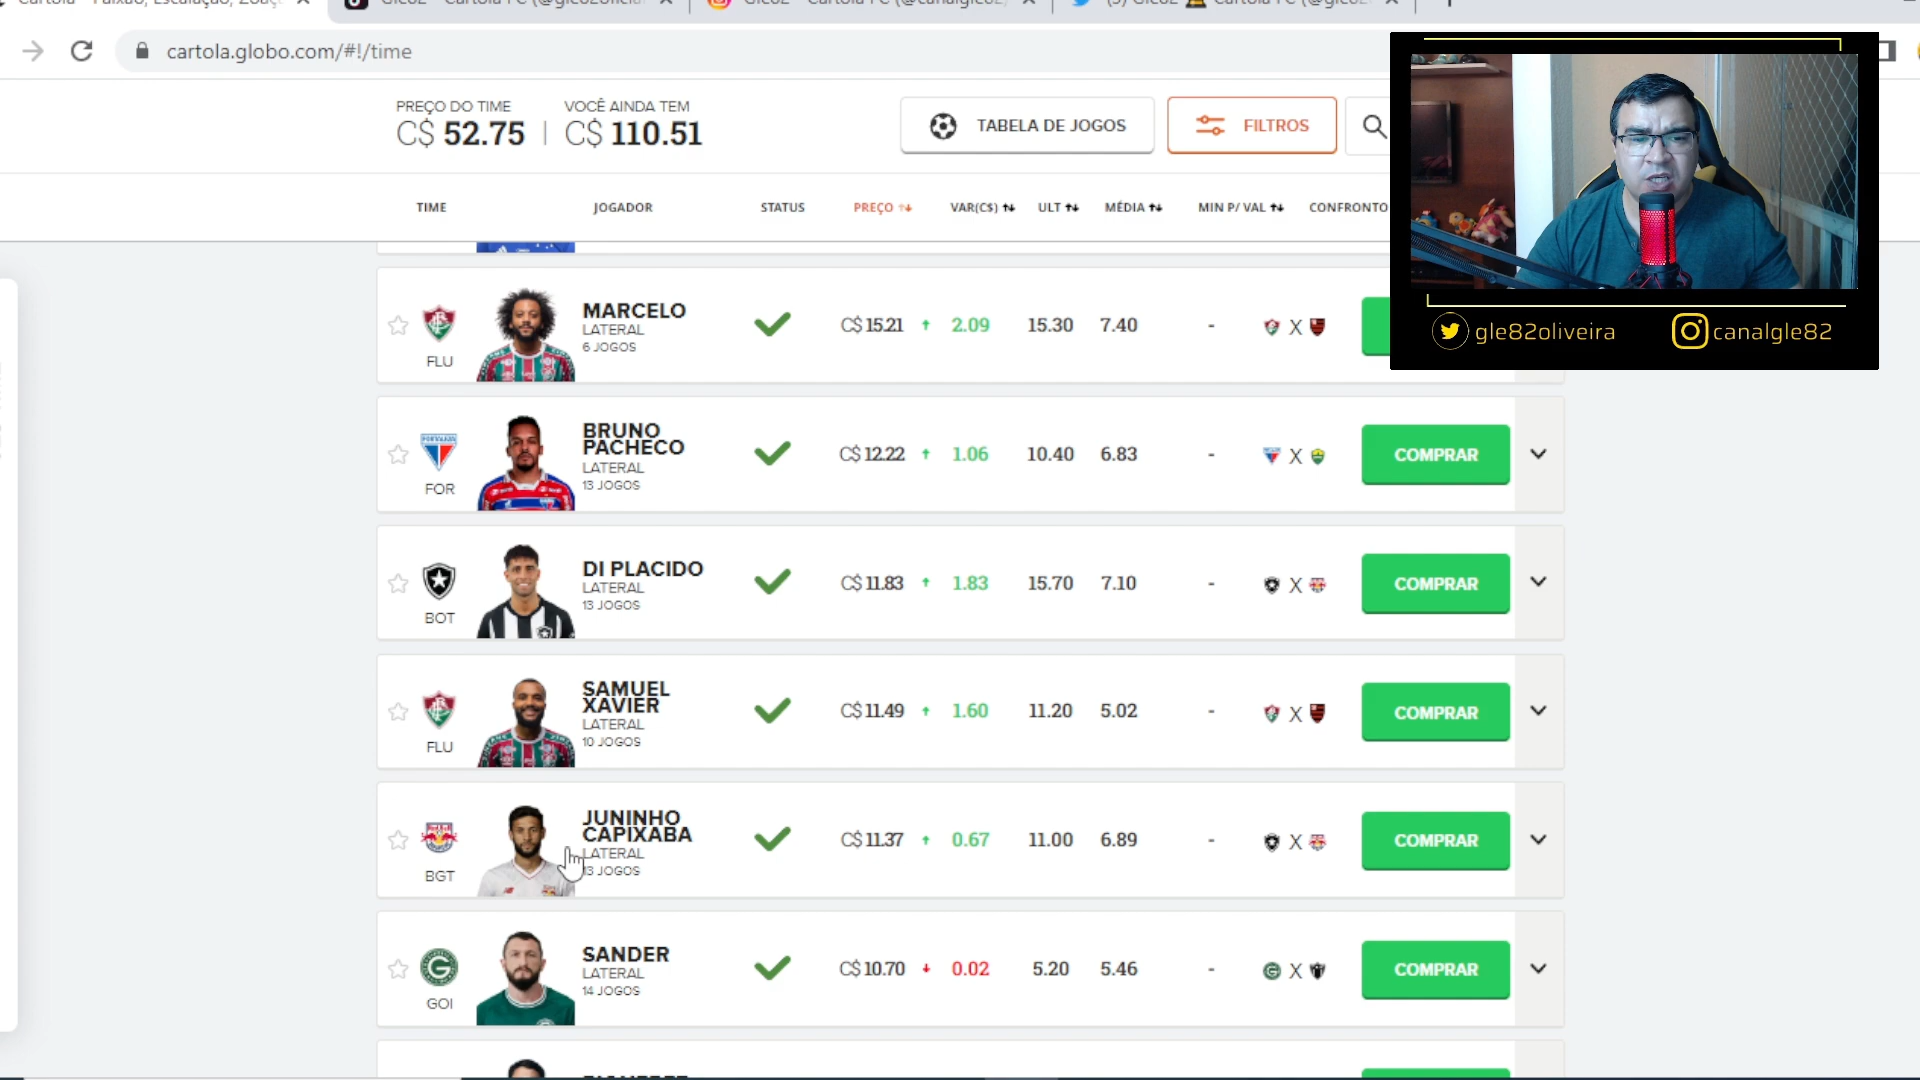 cartola.globo.com/#!/time
PREÇO DO TIME
C$ 52.75
VOCÊ AINDA TEM
C$ 110.51
TABELA DE JOGOS
FILTROS
TIME JOGADOR STATUS PREÇO VAR(C$) ULT MÉDIA MIN P/ VAL CONFRONTO
gle82oliveira canalgle82
FLU
MARCELO
LATERAL
6 JOGOS
C$ 15.21 2.09 15.30 7.40 - X
FOR
BRUNO
PACHECO
LATERAL
13 JOGOS
C$ 12.22 1.06 10.40 6.83 - X
COMPRAR
BOT
DI PLACIDO
LATERAL
13 JOGOS
C$ 11.83 1.83 15.70 7.10 - X
COMPRAR
FLU
SAMUEL
XAVIER
LATERAL
10 JOGOS
C$ 11.49 1.60 11.20 5.02 - X
COMPRAR
BGT
JUNINHO
CAPIXABA
LATERAL
13 JOGOS
C$ 11.37 0.67 11.00 6.89 - X
COMPRAR
GOI
SANDER
LATERAL
14 JOGOS
C$ 10.70 0.02 5.20 5.46 - X
COMPRAR